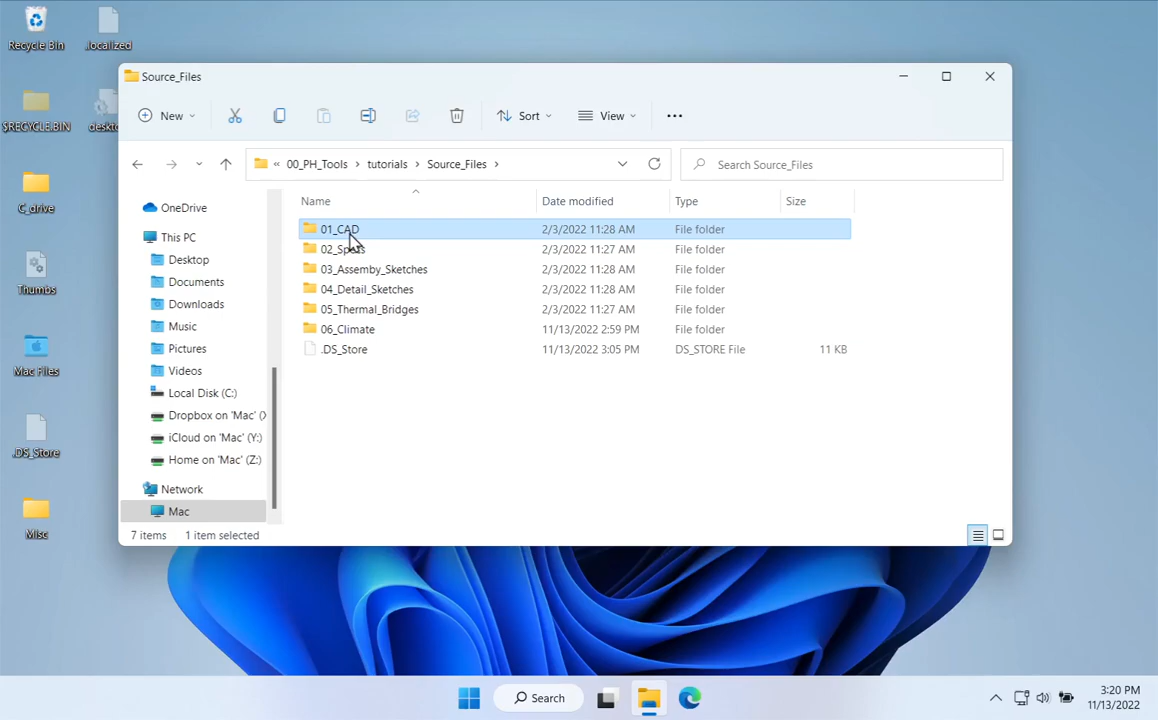 Recycle Bin
.localized
$RECYCLE.BIN
deskto
C_drive
Thumbs
Mac Files
.DS_Store
Misc
Source_Files
New
Sort
View
« 00_PH_Tools > tutorials > Source_Files >
Search Source_Files
OneDrive
This PC
Desktop
Documents
Downloads
Music
Pictures
Videos
Local Disk (C:)
Dropbox on 'Mac' (X
iCloud on 'Mac' (Y:)
Home on 'Mac' (Z:)
Network
Mac
Name Date modified Type Size
01_CAD 2/3/2022 11:28 AM File folder
02_Specs 2/3/2022 11:27 AM File folder
03_Assemby_Sketches 2/3/2022 11:28 AM File folder
04_Detail_Sketches 2/3/2022 11:28 AM File folder
05_Thermal_Bridges 2/3/2022 11:27 AM File folder
06_Climate 11/13/2022 2:59 PM File folder
.DS_Store 11/13/2022 3:05 PM DS_STORE File 11 KB
7 items 1 item selected
Search
3:20 PM
11/13/2022